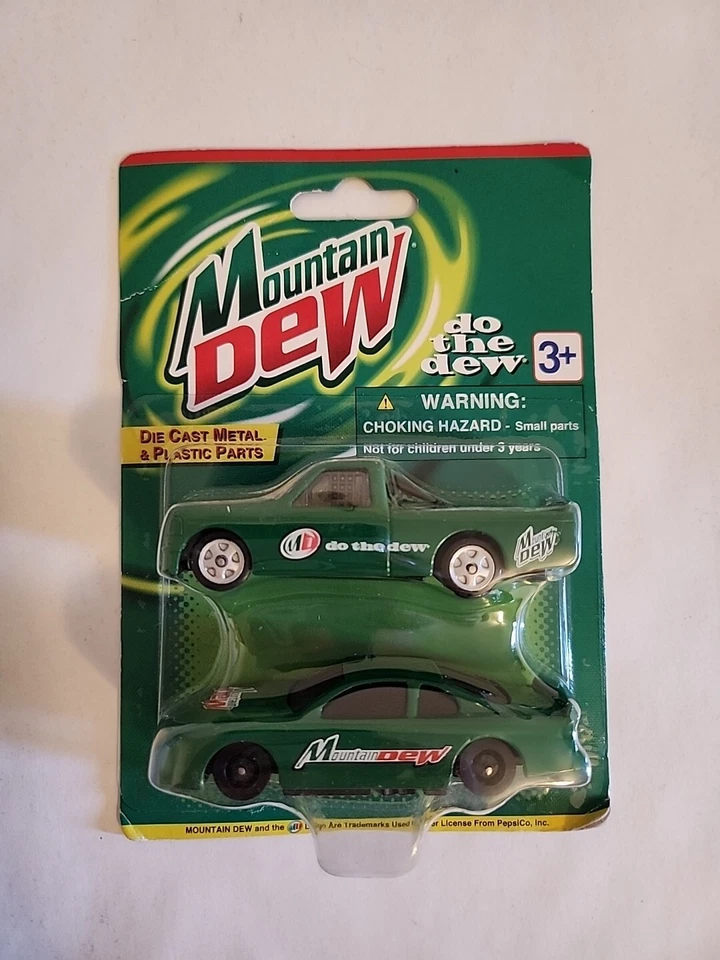 Mountain
Dew
do
the
dew
3+
WARNING:
CHOKING HAZARD - Small parts
Not for children under 3 years
DIE CAST METAL
& PLASTIC PARTS
MD do the dew
Mountain
Dew
Mountain Dew
MOUNTAIN DEW and the MD Are Trademarks Used License From PepsiCo, Inc.